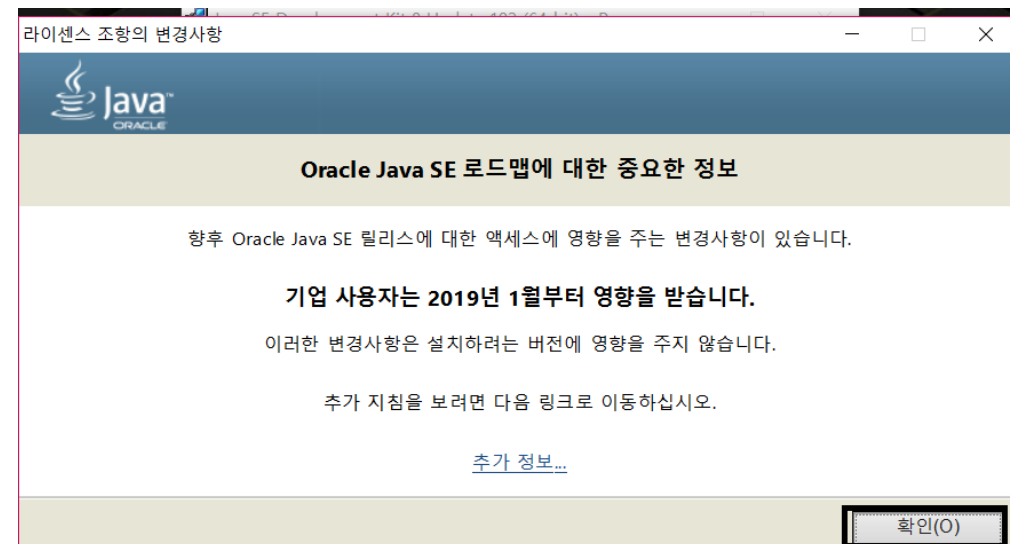 라이센스 조항의 변경사항
Java
ORACLE
Oracle Java SE 로드맵에 대한 중요한 정보
향후 Oracle Java SE 릴리스에 대한 액세스에 영향을 주는 변경사항이 있습니다.
기업 사용자는 2019년 1월부터 영향을 받습니다.
이러한 변경사항은 설치하려는 버전에 영향을 주지 않습니다.
추가 지침을 보려면 다음 링크로 이동하십시오.
추가 정보...
확인(O)